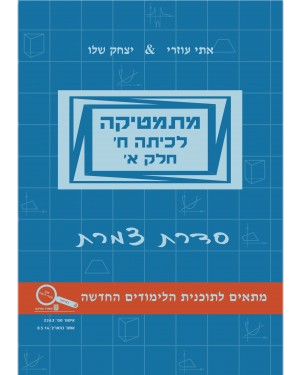 אתי עוזרי & יצחק שלו
מתמטיקה
לכיתה ח'
חלק א'
סדרת צמרת
מתאים לתוכנית הלימודים החדשה